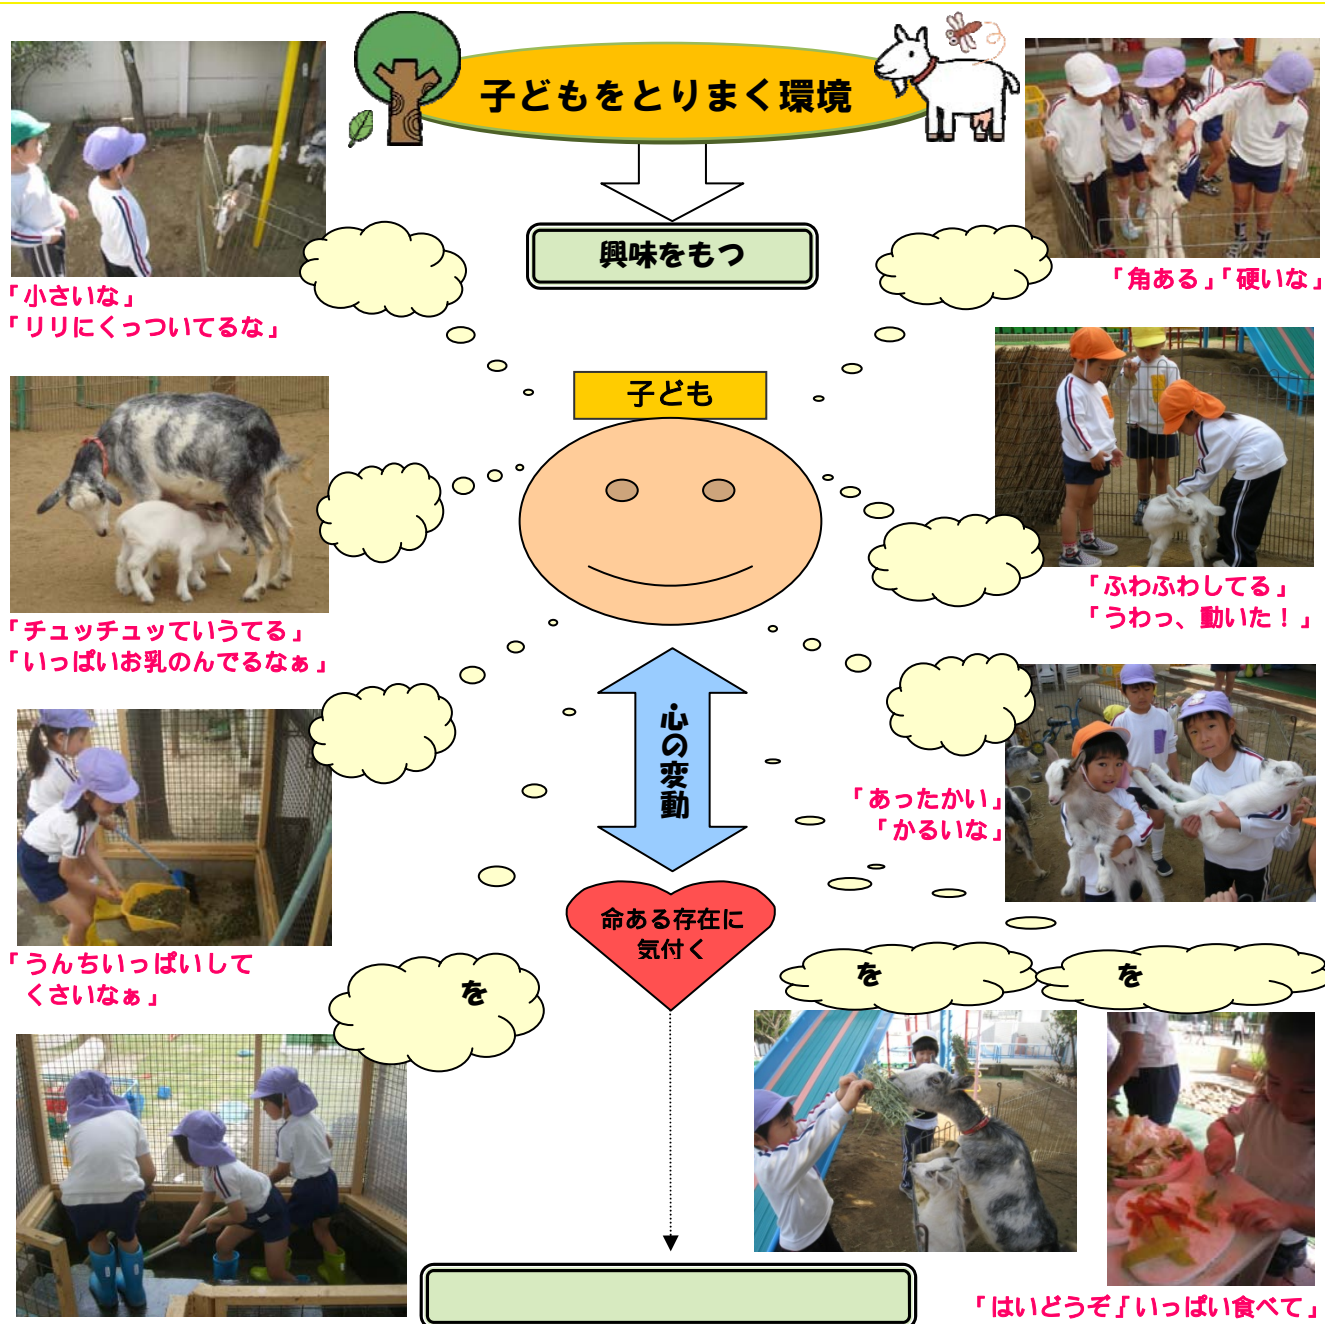 子どもをとりまく環境
興味をもつ
「小さいな」
「リリにくっついてるな」
「角ある」「硬いな」
子ども
「チュッチュッていうてる」
「いっぱいお乳のんでるなぁ」
「ふわふわしてる」
「うわっ、動いた！」
心の変動
「あったかい」
「かるいな」
命ある存在に
気付く
「うんちいっぱいして
くさいなぁ」
を
を
を
「はいどうぞ」「いっぱい食べて」